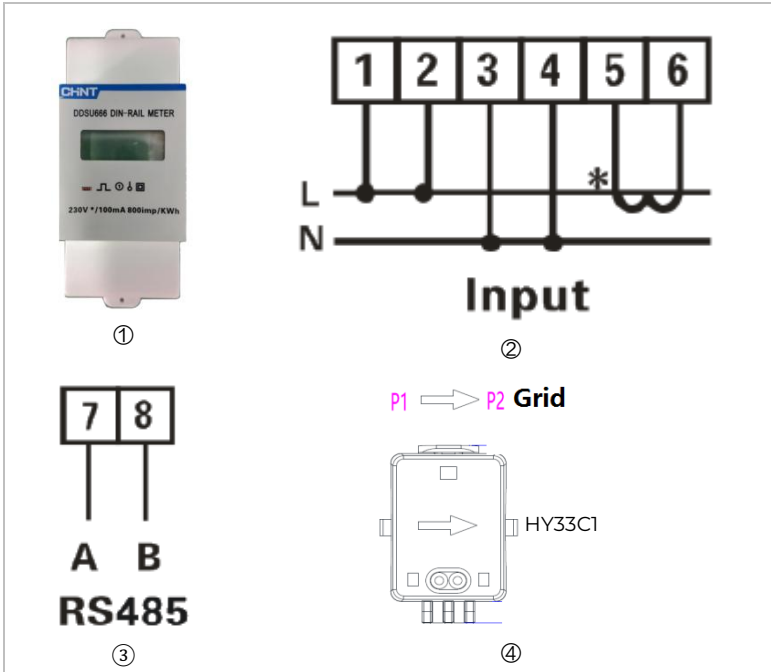 CHNT
DDSU666 DIN-RAIL METER
230V */100mA 800imp/KWh
①
1 2 3 4 5 6
*
L
N
Input
②
7 8
A B
RS485
③
P1 P2 Grid
HY33C1
④